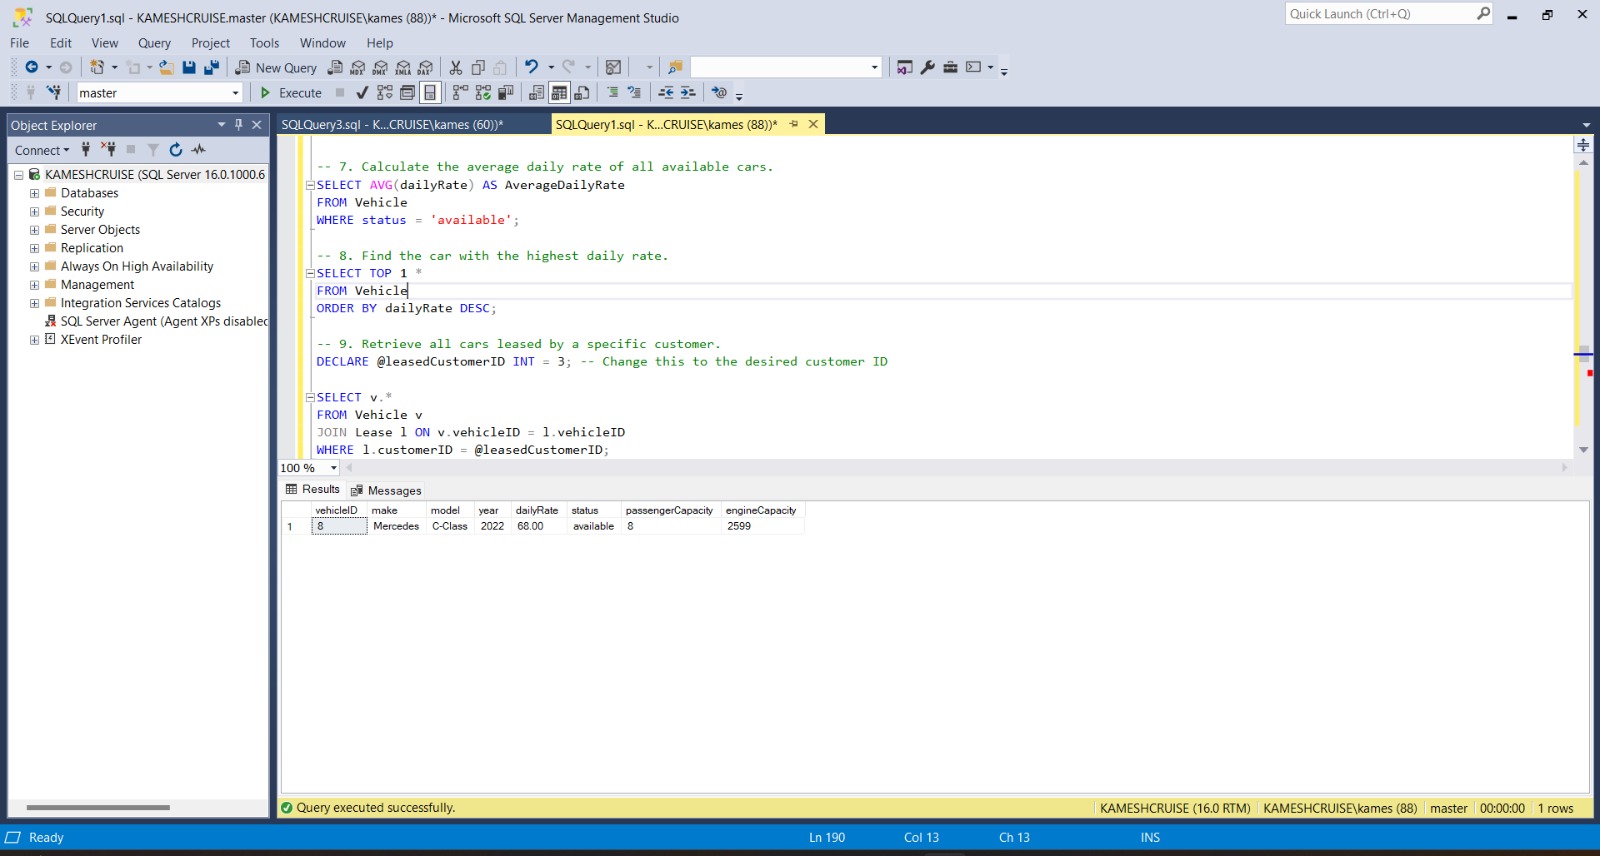 SQLQuery1.sql - KAMESHCRUISE.master (KAMESHCRUISE\kames (88))* - Microsoft SQL Server Management Studio
Quick Launch (Ctrl+Q)
File Edit View Query Project Tools Window Help
New Query
MDX DMX XMLA DAX
master
Execute
Object Explorer
SQLQuery3.sql - K...CRUISE\kames (60))*
SQLQuery1.sql - K...CRUISE\kames (88))*
Connect
KAMESHCRUISE (SQL Server 16.0.1000.6
Databases
Security
Server Objects
Replication
Always On High Availability
Management
Integration Services Catalogs
SQL Server Agent (Agent XPs disabled
XEvent Profiler
-- 7. Calculate the average daily rate of all available cars.
SELECT AVG(dailyRate) AS AverageDailyRate
FROM Vehicle
WHERE status = 'available';
-- 8. Find the car with the highest daily rate.
SELECT TOP 1 *
FROM Vehicle
ORDER BY dailyRate DESC;
-- 9. Retrieve all cars leased by a specific customer.
DECLARE @leasedCustomerID INT = 3; -- Change this to the desired customer ID
SELECT v.*
FROM Vehicle v
JOIN Lease l ON v.vehicleID = l.vehicleID
WHERE l.customerID = @leasedCustomerID;
100 %
Results Messages
vehicleID make model year dailyRate status passengerCapacity engineCapacity
1 8 Mercedes C-Class 2022 68.00 available 8 2599
Query executed successfully.
KAMESHCRUISE (16.0 RTM) KAMESHCRUISE\kames (88) master 00:00:00 1 rows
Ready Ln 190 Col 13 Ch 13 INS